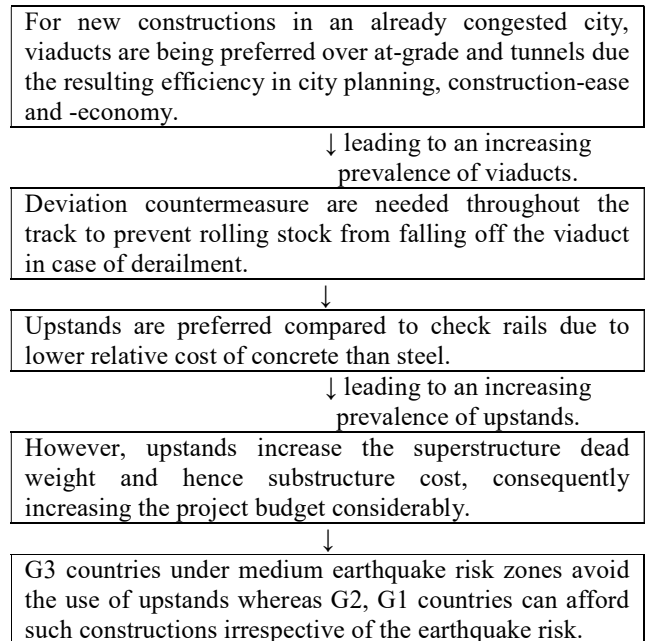 For new constructions in an already congested city,
viaducts are being preferred over at-grade and tunnels due
the resulting efficiency in city planning, construction-ease
and -economy.
↓ leading to an increasing
prevalence of viaducts.
Deviation countermeasure are needed throughout the
track to prevent rolling stock from falling off the viaduct
in case of derailment.
↓
Upstands are preferred compared to check rails due to
lower relative cost of concrete than steel.
↓ leading to an increasing
prevalence of upstands.
However, upstands increase the superstructure dead
weight and hence substructure cost, consequently
increasing the project budget considerably.
↓
G3 countries under medium earthquake risk zones avoid
the use of upstands whereas G2, G1 countries can afford
such constructions irrespective of the earthquake risk.